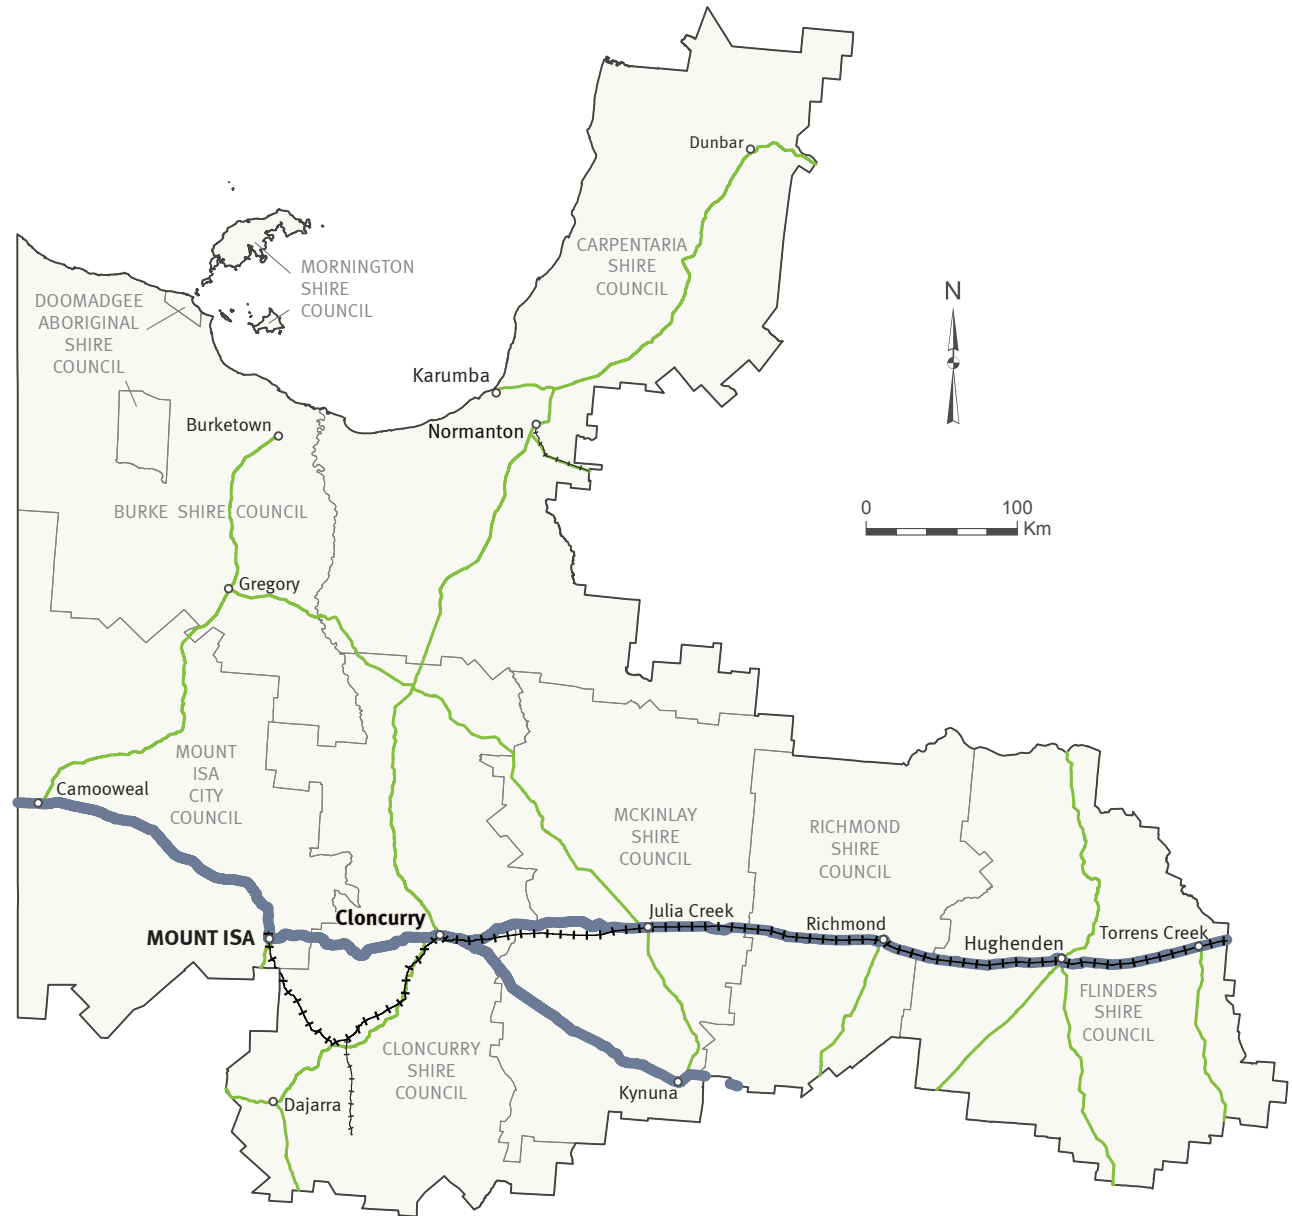 Dunbar
CARPENTARIA
SHIRE
COUNCIL
MORNINGTON
SHIRE
COUNCIL
DOOMADGEE
ABORIGINAL
SHIRE
COUNCIL
N
Karumba
Burketown
Normanton
BURKE SHIRE COUNCIL
0 100
Km
Gregory
MOUNT
ISA
CITY
COUNCIL
Camooweal
MCKINLAY
SHIRE
COUNCIL
RICHMOND
SHIRE
COUNCIL
Cloncurry
Julia Creek
Richmond
MOUNT ISA
Hughenden
Torrens Creek
FLINDERS
SHIRE
COUNCIL
CLONCURRY
SHIRE
COUNCIL
Kynuna
Dajarra